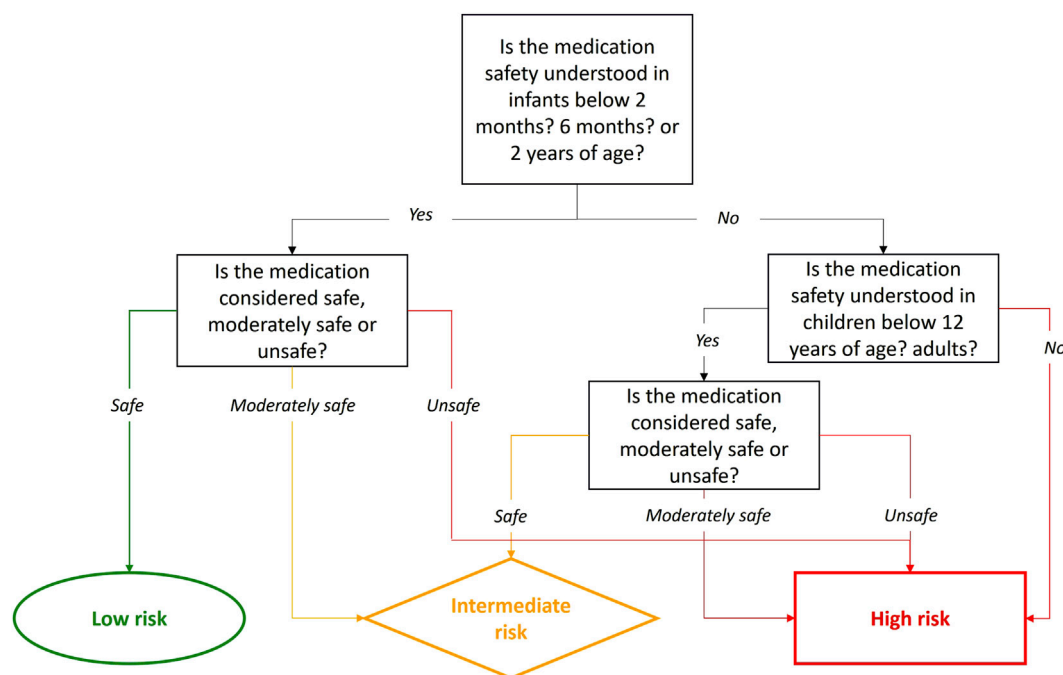 Is the medication
safety understood in
infants below 2
months? 6 months? or
2 years of age?
Yes
No
Is the medication
considered safe,
moderately safe or
unsafe?
Is the medication
safety understood in
children below 12
years of age? adults?
Yes
No
Safe
Moderately safe
Unsafe
Is the medication
considered safe,
moderately safe or
unsafe?
Safe
Moderately safe
Unsafe
Low risk
Intermediate
risk
High risk